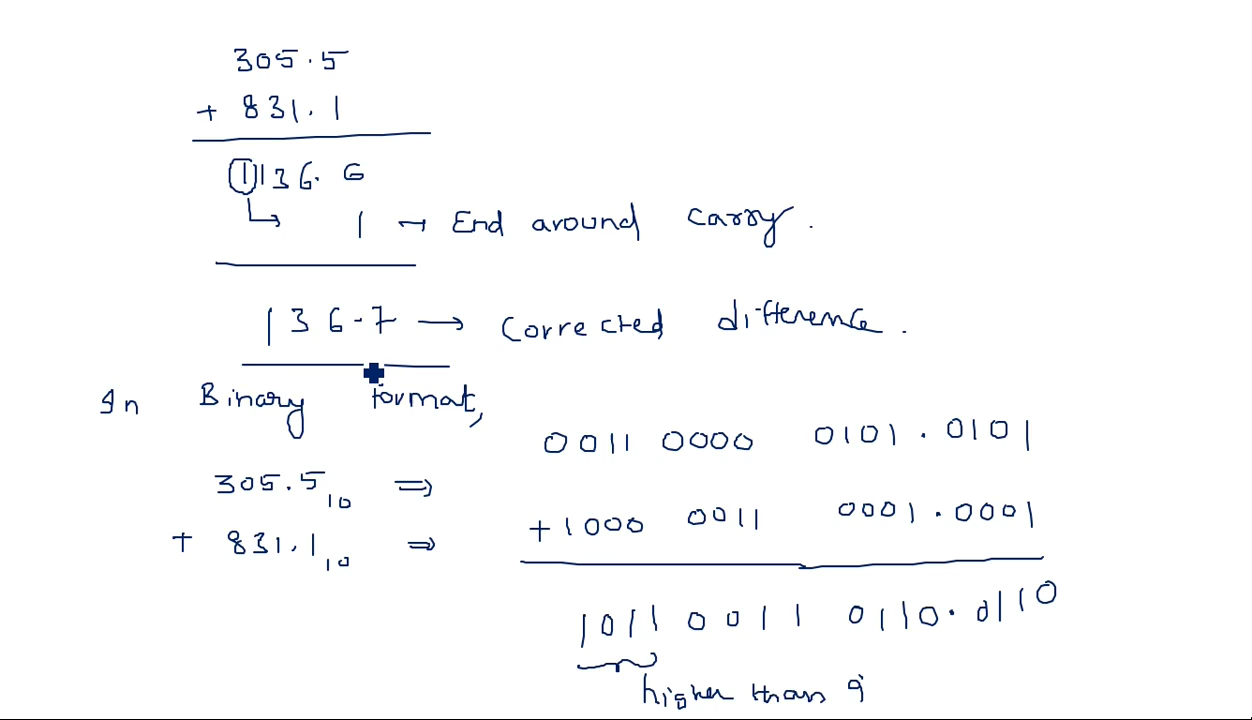 305.5
+ 831.1
1136.6
1 → End around carry.
136.7 → Corrected difference.
In Binary format,
0011 0000 0101.0101
305.5₁₀ ⇒
+1000 0011 0001.0001
+ 831.1₁₀ ⇒
1011 0011 0110.0110
higher than 9